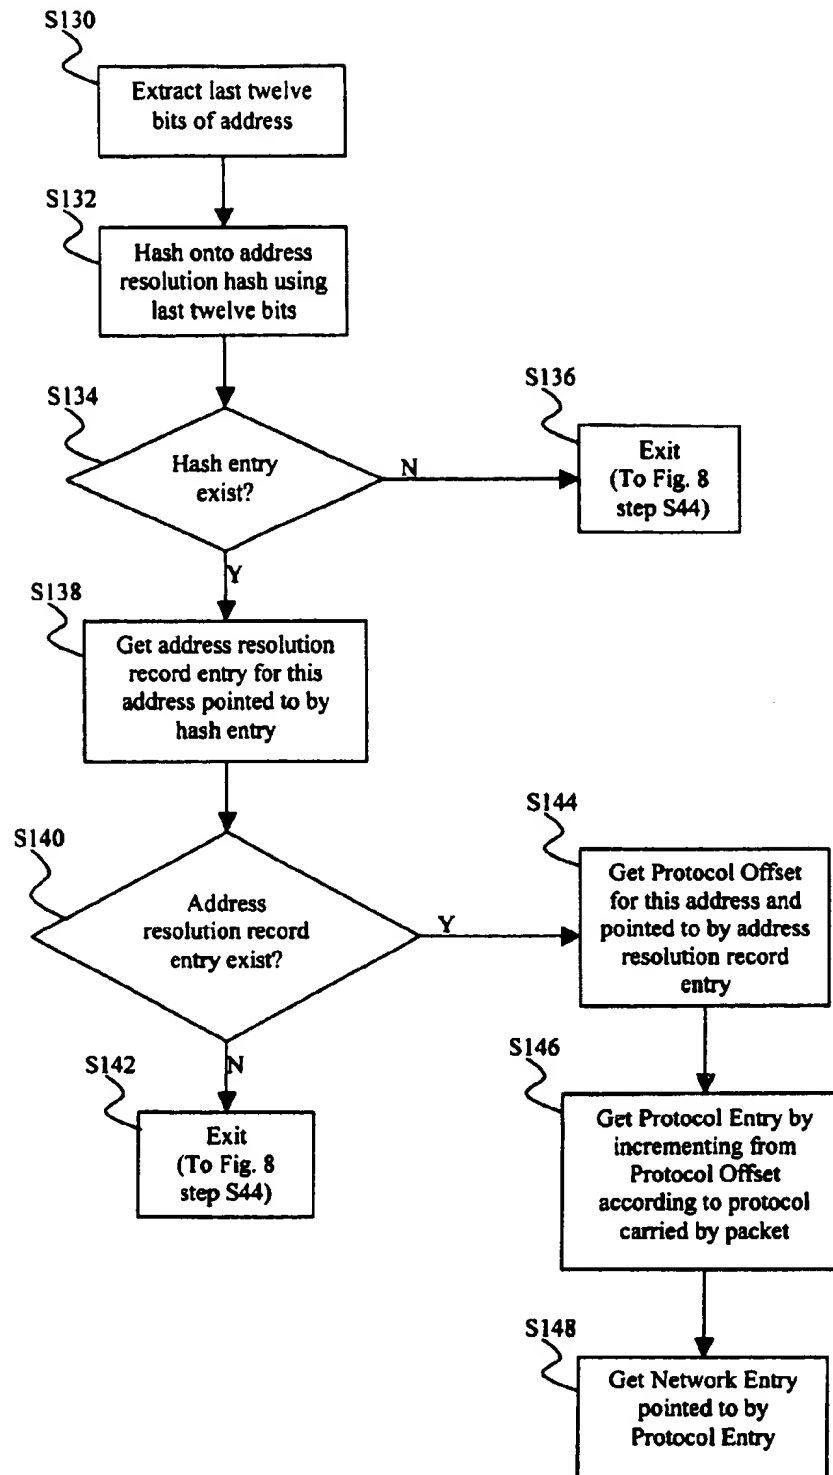 S130
Extract last twelve
bits of address
S132
Hash onto address
resolution hash using
last twelve bits
S134
Hash entry
exist?
N
S136
Exit
(To Fig. 8
step S44)
Y
S138
Get address resolution
record entry for this
address pointed to by
hash entry
S140
Address
resolution record
entry exist?
Y
S144
Get Protocol Offset
for this address and
pointed to by address
resolution record
entry
N
S142
Exit
(To Fig. 8
step S44)
S146
Get Protocol Entry by
incrementing from
Protocol Offset
according to protocol
carried by packet
S148
Get Network Entry
pointed to by
Protocol Entry